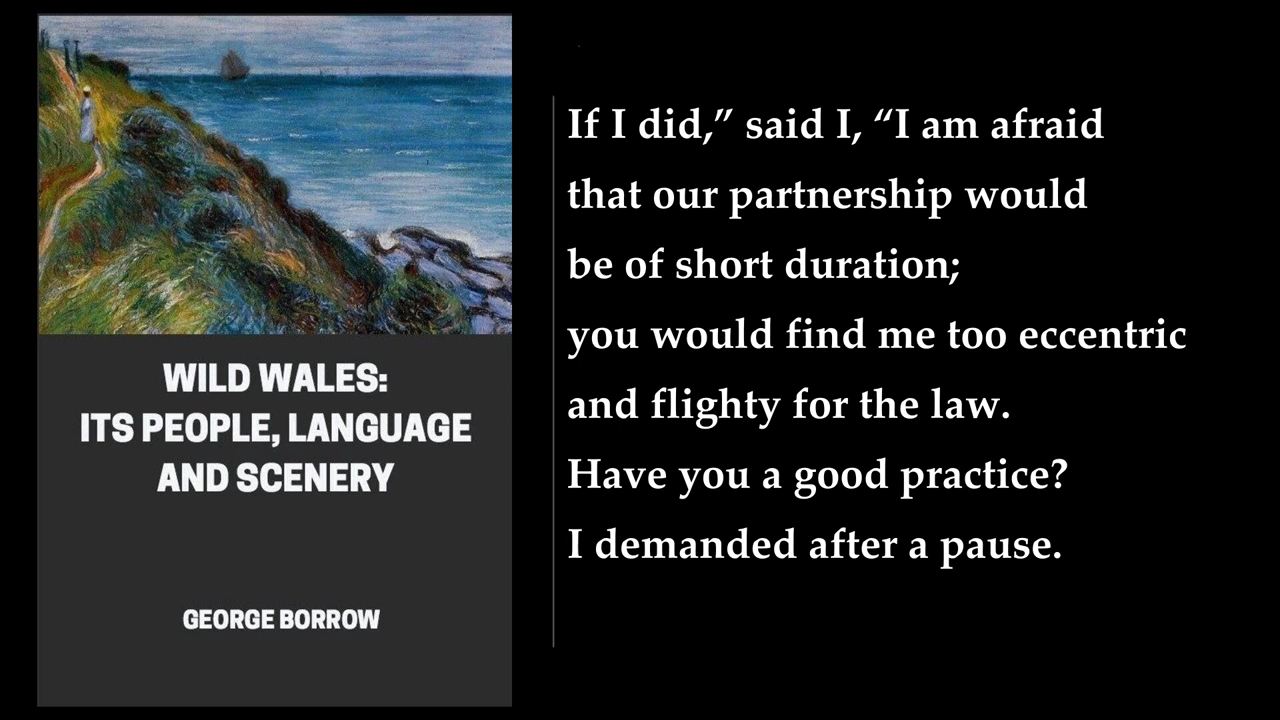 WILD WALES:
ITS PEOPLE, LANGUAGE
AND SCENERY
GEORGE BORROW
If I did,” said I, “I am afraid
that our partnership would
be of short duration;
you would find me too eccentric
and flighty for the law.
Have you a good practice?
I demanded after a pause.